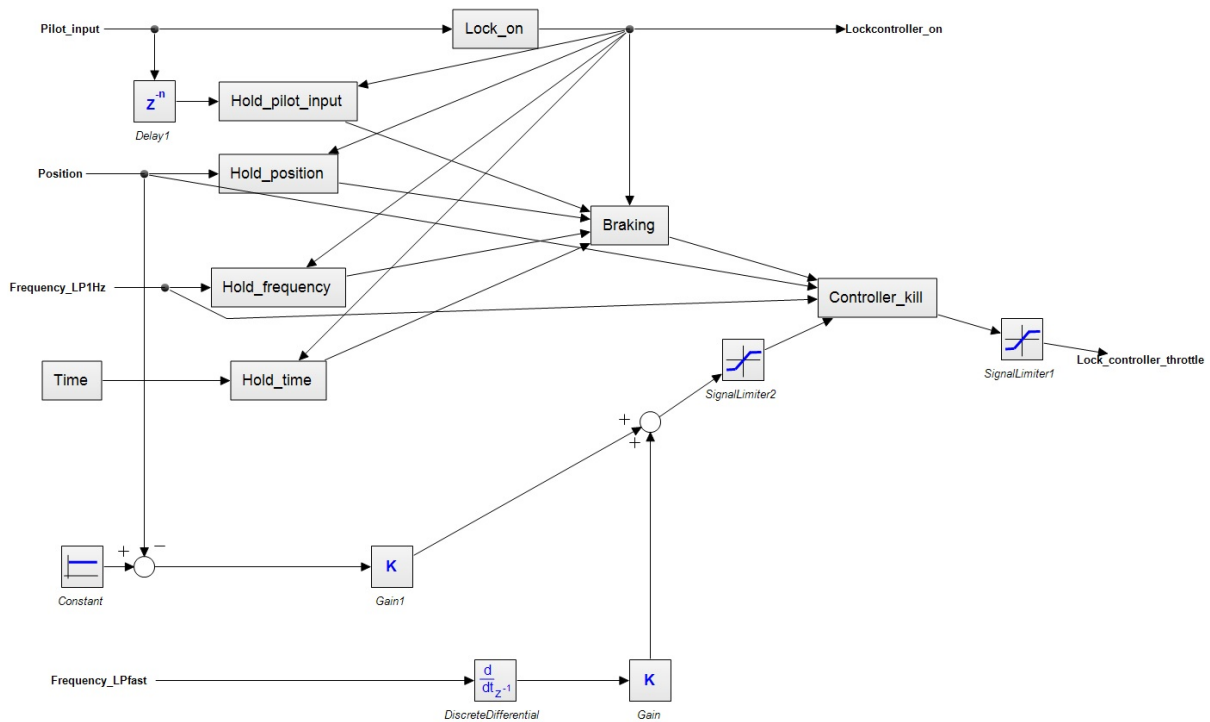 Pilot_input
Lock_on
Lockcontroller_on
z-n
Delay1
Hold_pilot_input
Position
Hold_position
Braking
Frequency_LP1Hz
Hold_frequency
Controller_kill
Time
Hold_time
SignalLimiter2
SignalLimiter1
Lock_controller_throttle
+
+
+
−
Constant
K
Gain1
Frequency_LPfast
d
dt z-1
DiscreteDifferential
K
Gain